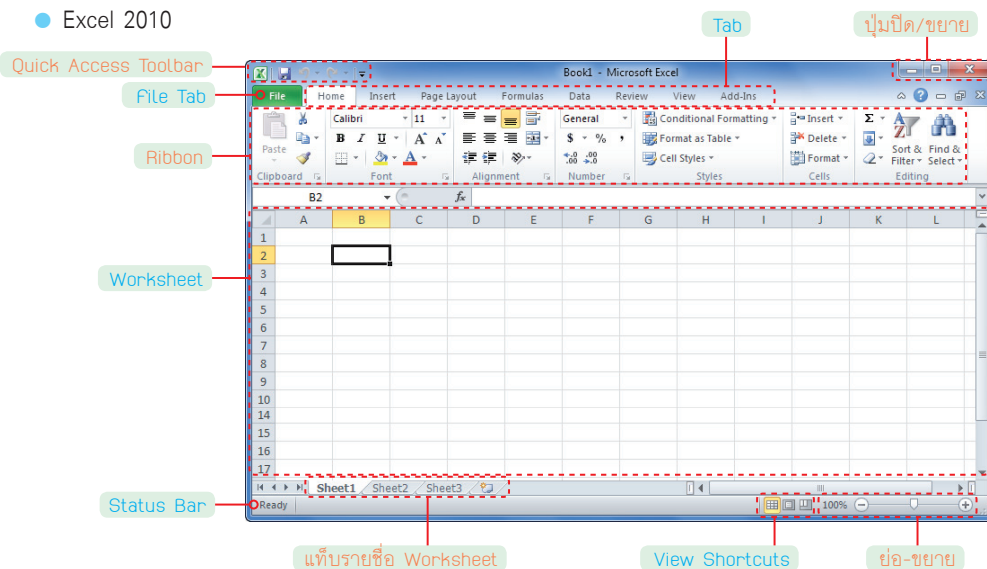 Excel 2010
Tab
ปุ่มปิด/ขยาย
Quick Access Toolbar
Book1 - Microsoft Excel
File Tab
File Home Insert Page Layout Formulas Data Review View Add-Ins
Ribbon
Paste
Calibri 11
General
Conditional Formatting
Insert
Σ
B I U A A
$ % ,
Format as Table
Delete
Sort & Filter
Find & Select
A
.00 .00
Cell Styles
Format
Clipboard Font Alignment Number Styles Cells Editing
B2 fx
A B C D E F G H I J K L
1
2
3
Worksheet
4
5
6
7
8
9
10
14
15
16
17
Sheet1 Sheet2 Sheet3
Status Bar
Ready 100%
แท็บรายชื่อ Worksheet
View Shortcuts
ย่อ-ขยาย